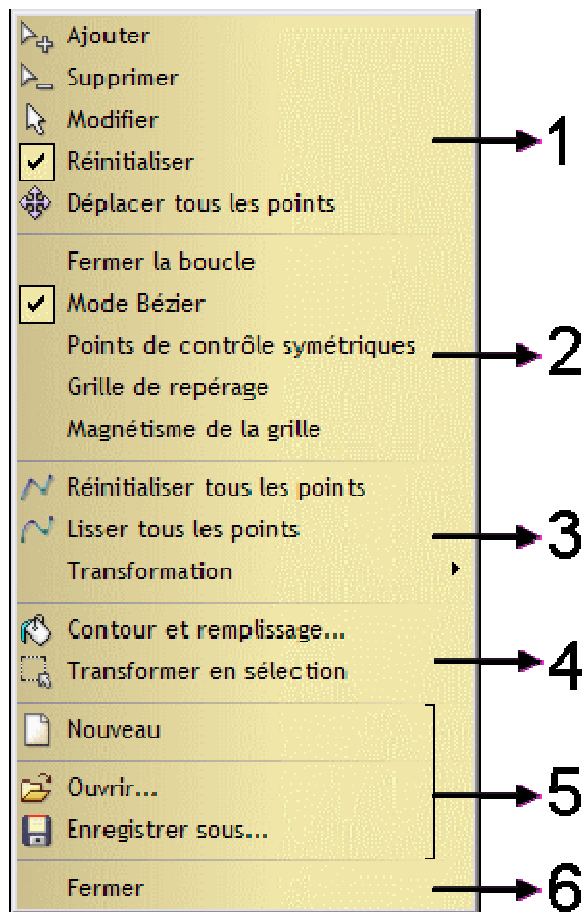 Ajouter
Supprimer
Modifier
Réinitialiser
Déplacer tous les points
1
Fermer la boucle
Mode Bézier
Points de contrôle symétriques
Grille de repérage
Magnétisme de la grille
2
Réinitialiser tous les points
Lisser tous les points
Transformation
3
Contour et remplissage...
Transformer en sélection
4
Nouveau
Ouvrir...
Enregistrer sous...
5
Fermer
6